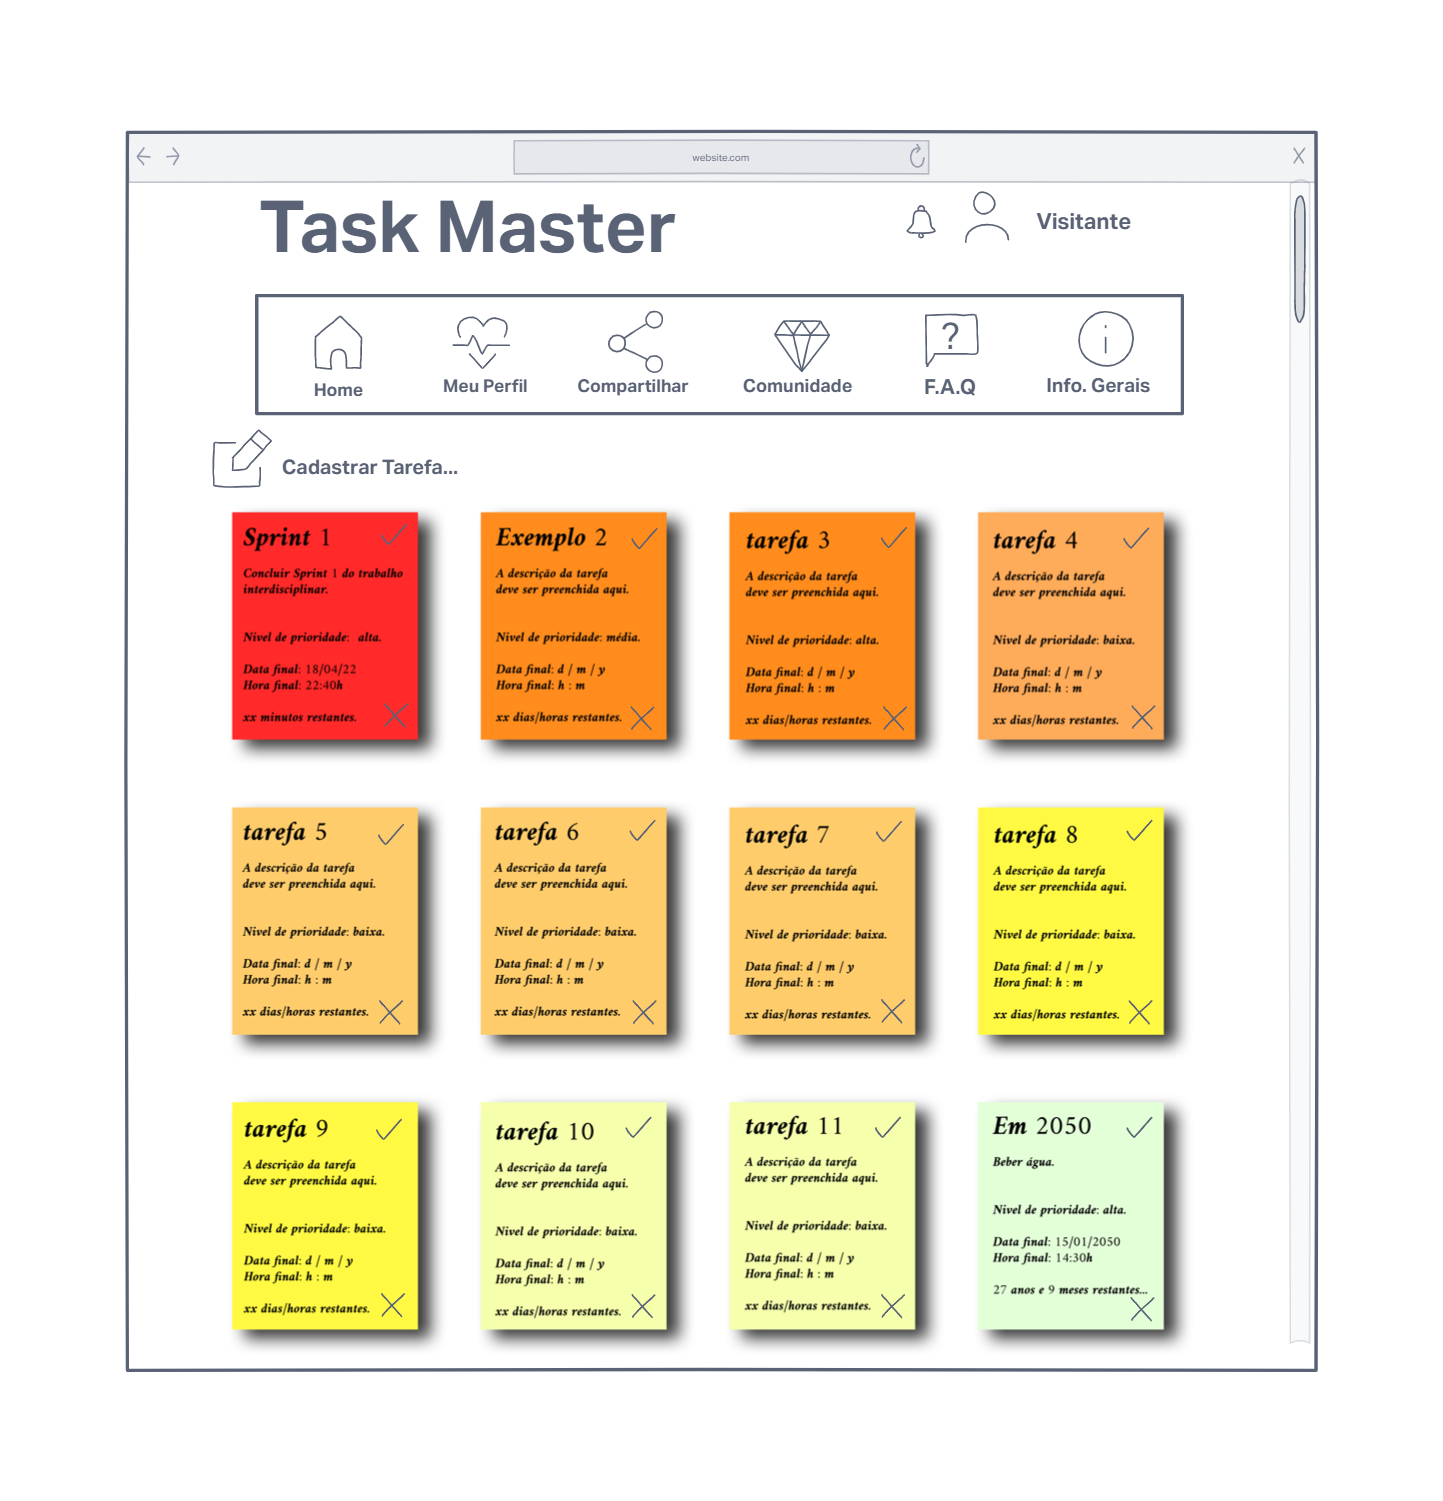 website.com
Task Master
Visitante
Home
Meu Perfil
Compartilhar
Comunidade
F.A.Q
Info. Gerais
Cadastrar Tarefa...
Sprint 1
Concluir Sprint 1 do trabalho
interdisciplinar.
Nivel de prioridade: alta.
Data final: 18/04/22
Hora final: 22:40h
xx minutos restantes.
Exemplo 2
A descrição da tarefa
deve ser preenchida aqui.
Nivel de prioridade: média.
Data final: d / m / y
Hora final: h : m
xx dias/horas restantes.
tarefa 3
A descrição da tarefa
deve ser preenchida aqui.
Nivel de prioridade: alta.
Data final: d / m / y
Hora final: h : m
xx dias/horas restantes.
tarefa 4
A descrição da tarefa
deve ser preenchida aqui.
Nivel de prioridade: baixa.
Data final: d / m / y
Hora final: h : m
xx dias/horas restantes.
tarefa 5
A descrição da tarefa
deve ser preenchida aqui.
Nivel de prioridade: baixa.
Data final: d / m / y
Hora final: h : m
xx dias/horas restantes.
tarefa 6
A descrição da tarefa
deve ser preenchida aqui.
Nivel de prioridade: baixa.
Data final: d / m / y
Hora final: h : m
xx dias/horas restantes.
tarefa 7
A descrição da tarefa
deve ser preenchida aqui.
Nivel de prioridade: baixa.
Data final: d / m / y
Hora final: h : m
xx dias/horas restantes.
tarefa 8
A descrição da tarefa
deve ser preenchida aqui.
Nivel de prioridade: baixa.
Data final: d / m / y
Hora final: h : m
xx dias/horas restantes.
tarefa 9
A descrição da tarefa
deve ser preenchida aqui.
Nivel de prioridade: baixa.
Data final: d / m / y
Hora final: h : m
xx dias/horas restantes.
tarefa 10
A descrição da tarefa
deve ser preenchida aqui.
Nivel de prioridade: baixa.
Data final: d / m / y
Hora final: h : m
xx dias/horas restantes.
tarefa 11
A descrição da tarefa
deve ser preenchida aqui.
Nivel de prioridade: baixa.
Data final: d / m / y
Hora final: h : m
xx dias/horas restantes.
Em 2050
Beber água.
Nivel de prioridade: alta.
Data final: 15/01/2050
Hora final: 14:30h
27 anos e 9 meses restantes...